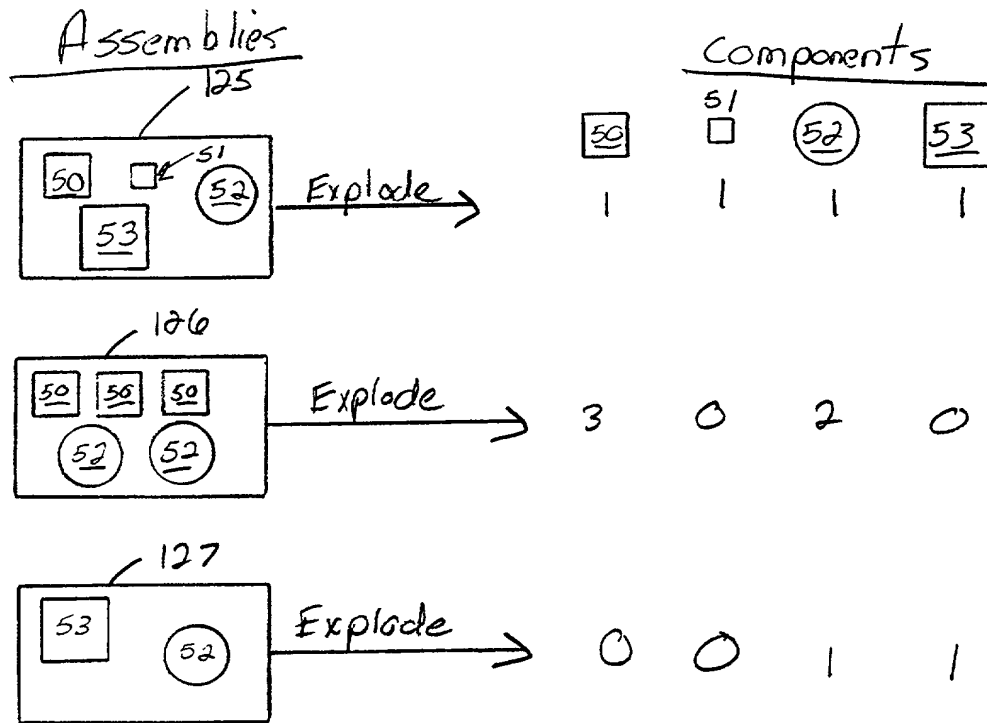 Assemblies
Components
125
50 51 52
53
Explode
50 51 52 53
1 1 1 1
126
50 50 50
52 52
Explode
3 0 2 0
127
53 52
Explode
0 0 1 1